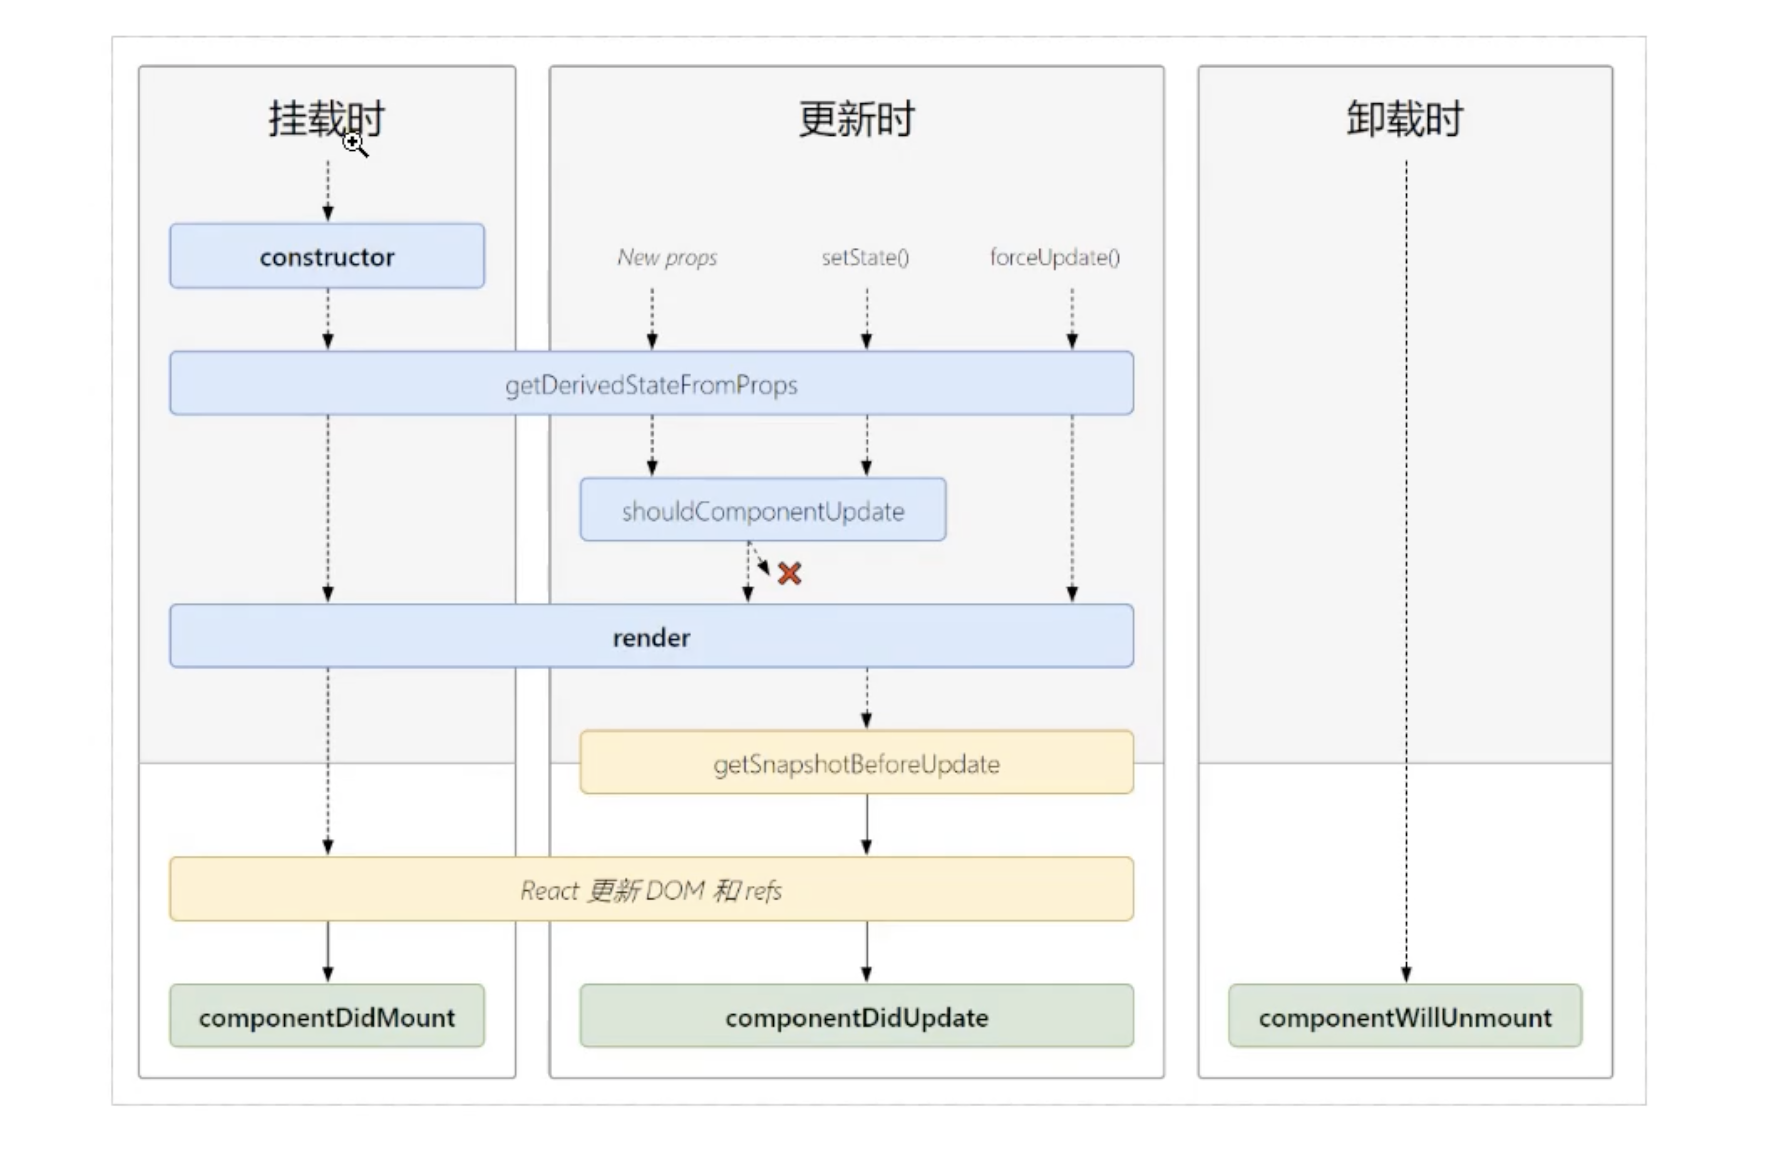 挂载时
更新时
卸载时
constructor
New props
setState()
forceUpdate()
getDerivedStateFromProps
shouldComponentUpdate
render
getSnapshotBeforeUpdate
React 更新 DOM 和 refs
componentDidMount
componentDidUpdate
componentWillUnmount